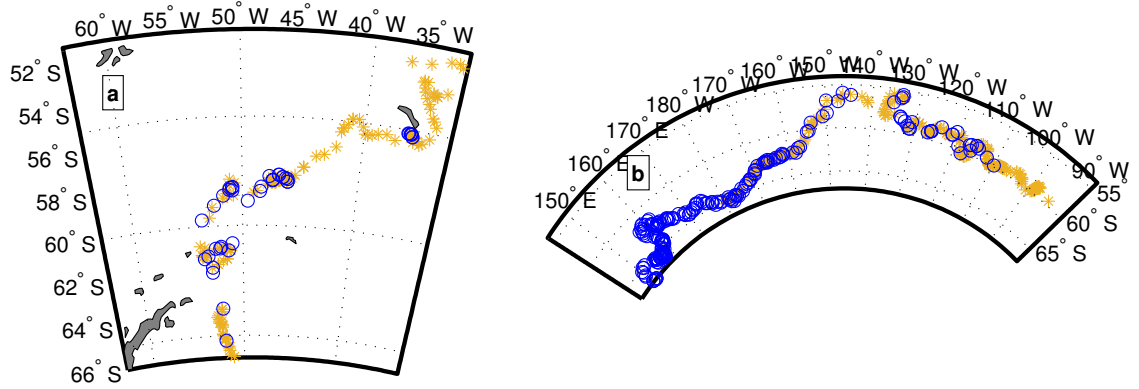 60° W
55° W
50° W
45° W
40° W
35° W
52° S
54° S
56° S
58° S
60° S
62° S
64° S
66° S
a
150° E
160° E
170° E
180° W
170° W
160° W
150° W
140° W
130° W
120° W
110° W
100° W
90° W
55°
60° S
65° S
b